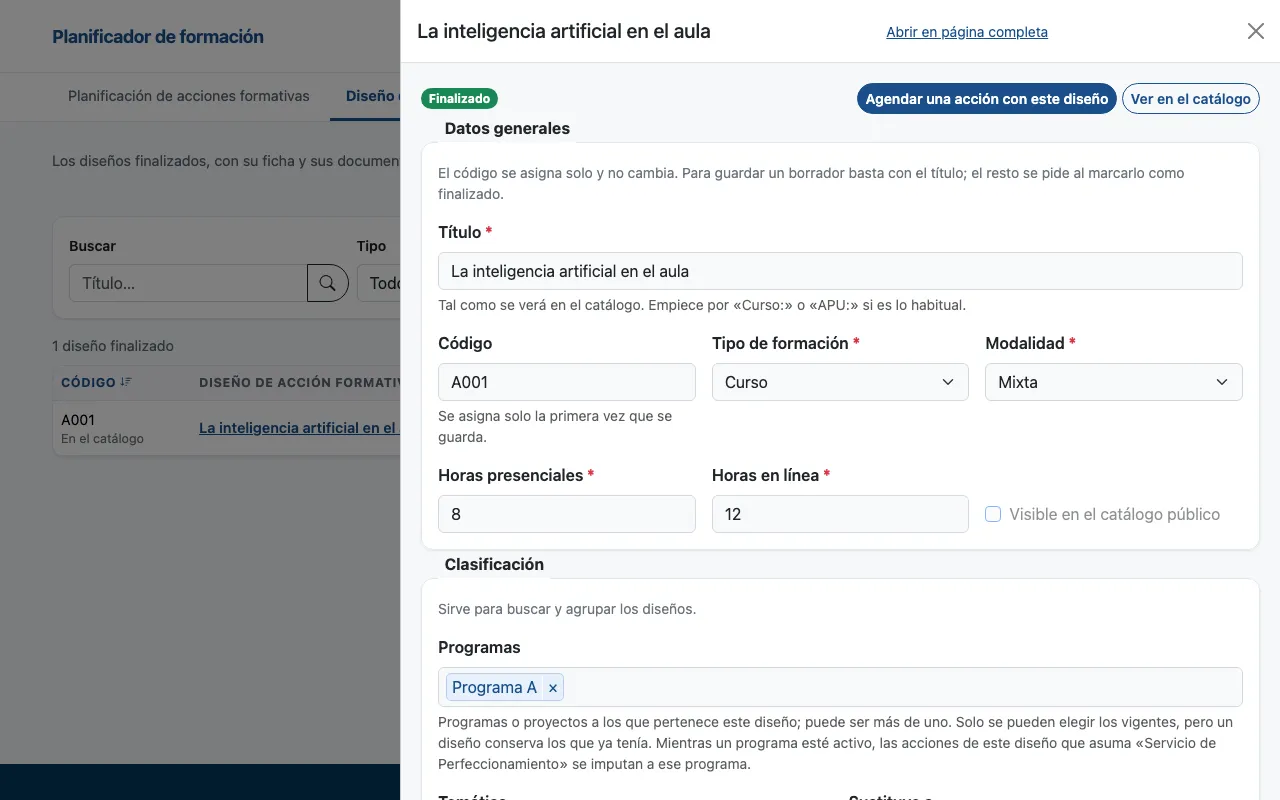 Planificador de formación
La inteligencia artificial en el aula
Abrir en página completa
Planificación de acciones formativas
Diseño
Finalizado
Agendar una acción con este diseño
Ver en el catálogo
Datos generales
Los diseños finalizados, con su ficha y sus documen
El código se asigna solo y no cambia. Para guardar un borrador basta con el título; el resto se pide al marcarlo como
finalizado.
Buscar
Tipo
Título...
Todo
Título *
La inteligencia artificial en el aula
Tal como se verá en el catálogo. Empiece por «Curso:» o «APU:» si es lo habitual.
1 diseño finalizado
CÓDIGO
DISEÑO DE ACCIÓN FORMATIV
A001
En el catálogo
La inteligencia artificial en el
Código
Tipo de formación *
Modalidad *
A001
Curso
Mixta
Se asigna solo la primera vez que se
guarda.
Horas presenciales *
Horas en línea *
8
12
Visible en el catálogo público
Clasificación
Sirve para buscar y agrupar los diseños.
Programas
Programa A ×
Programas o proyectos a los que pertenece este diseño; puede ser más de uno. Solo se pueden elegir los vigentes, pero un
diseño conserva los que ya tenía. Mientras un programa esté activo, las acciones de este diseño que asuma «Servicio de
Perfeccionamiento» se imputan a ese programa.